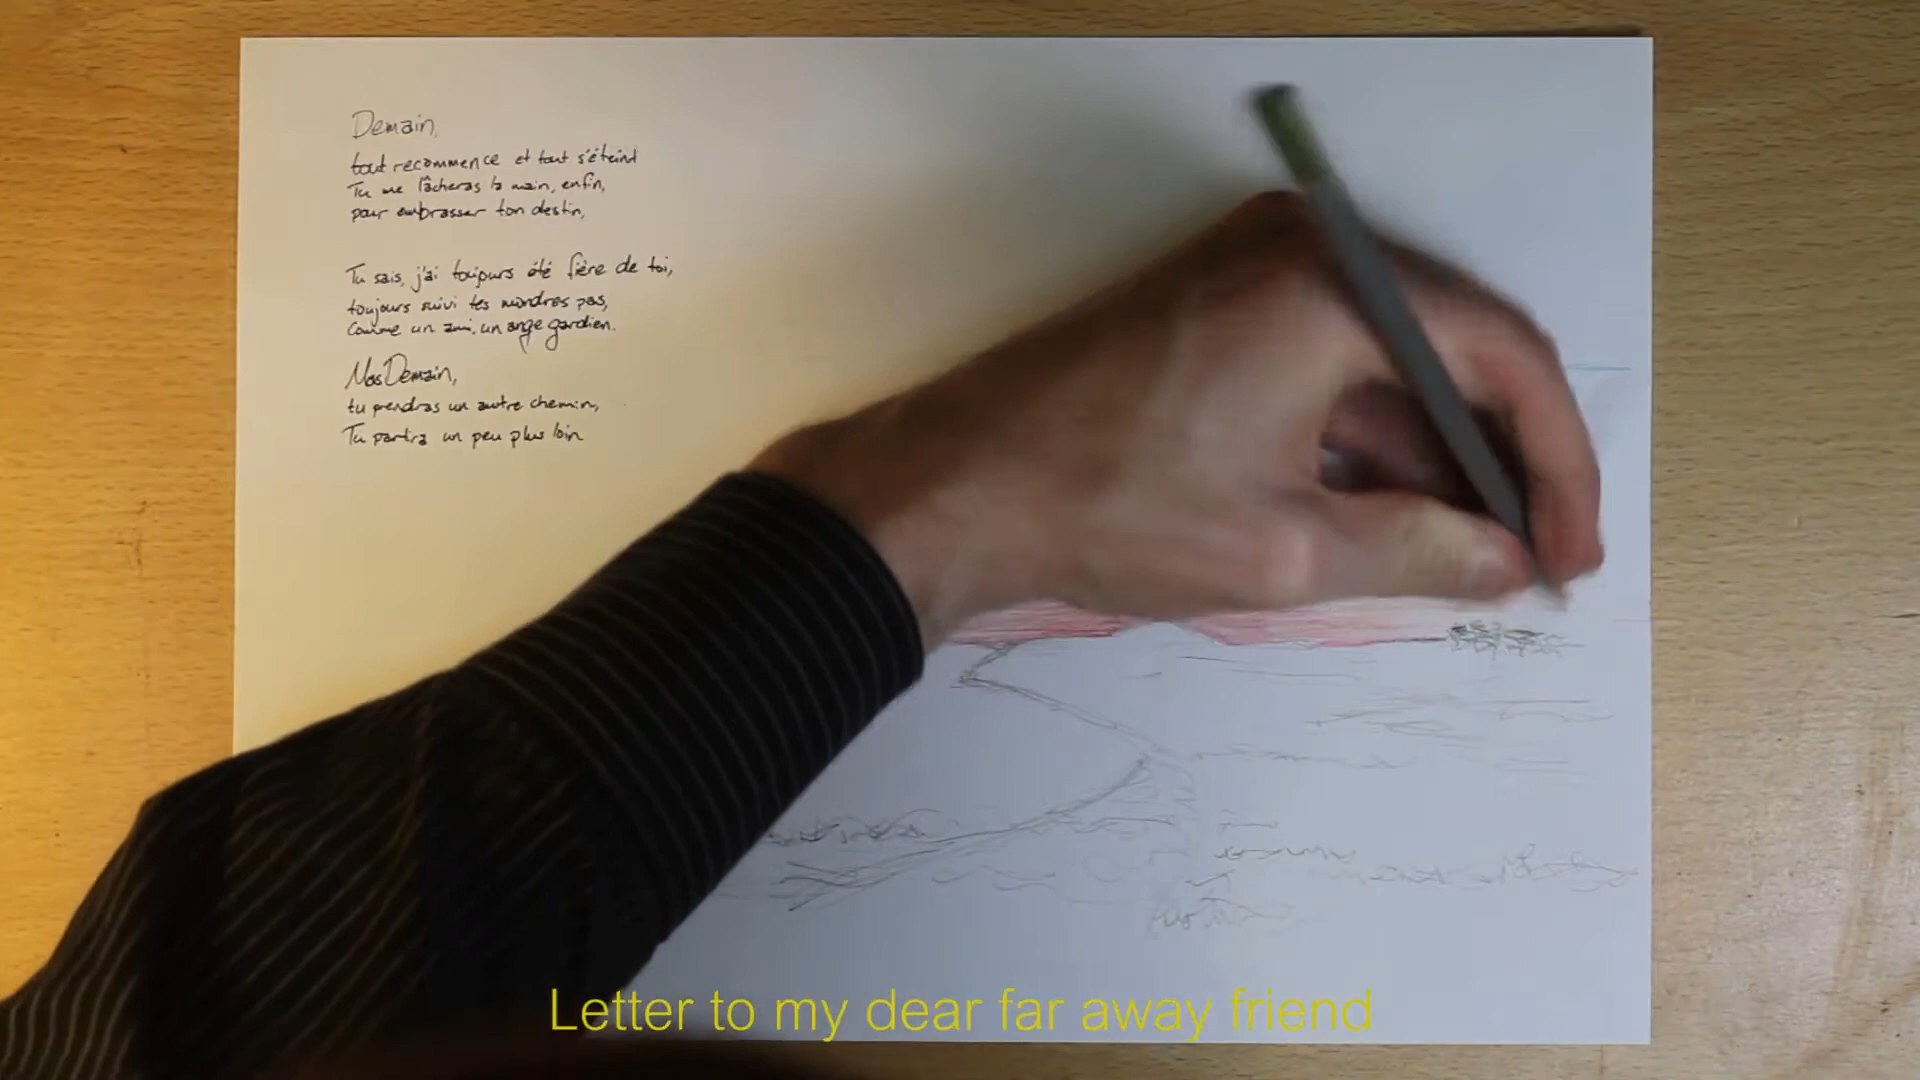 Demain,
tout recommence et tout s'éteint
Tu me lâcheras la main, enfin,
pour embrasser ton destin,
Tu sais, j'ai toujours été fière de toi,
toujours suivi tes moindres pas,
Comme un ami, un ange gardien.
Mais Demain,
tu prendras un autre chemin,
Tu partira un peu plus loin
Letter to my dear far away friend